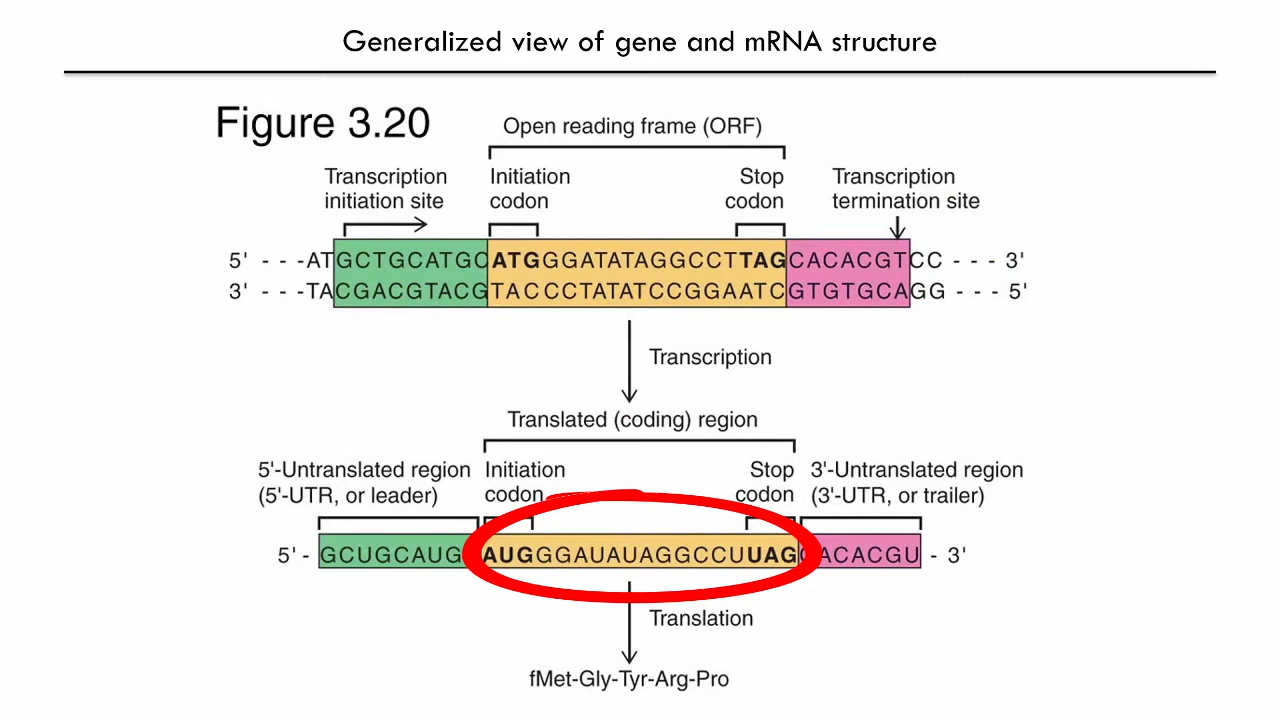 Generalized view of gene and mRNA structure
Figure 3.20
Open reading frame (ORF)
Transcription initiation site
Initiation codon
Stop codon
Transcription termination site
5' - - -ATGCTGCATGCATGGGATATAGGCCTTAGCACACGTCC - - - 3'
3' - - -TACGACGTACGTACCCTATATCCGGAATCGTGTGCAGG - - - 5'
Transcription
Translated (coding) region
5'-Untranslated region (5'-UTR, or leader)
Initiation codon
Stop codon
3'-Untranslated region (3'-UTR, or trailer)
5' - GCUGCAUG AUGGGAUAUAGGCCUUAGCACACGU - 3'
Translation
fMet-Gly-Tyr-Arg-Pro